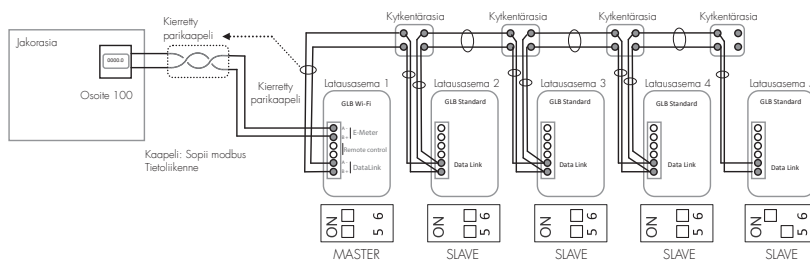 Kierretty
parikaapeli
Jakorasia
0000.0
Osoite 100
Kierretty
parikaapeli
Kaapeli: Sopii modbus
Tietoliikenne
Kytkentärasia
Kytkentärasia
Kytkentärasia
Kytkentärasia
Latausasema 1
GLB Wi-Fi
A -
B +
E-Meter
Remote control
A -
B +
DataLink
Latausasema 2
GLB Standard
Data Link
Latausasema 3
GLB Standard
Data Link
Latausasema 4
GLB Standard
Data Link
Latausasema
GLB Standard
Data Link
ON
5 6
MASTER
ON
5 6
SLAVE
ON
5 6
SLAVE
ON
5 6
SLAVE
ON
5 6
SLAVE